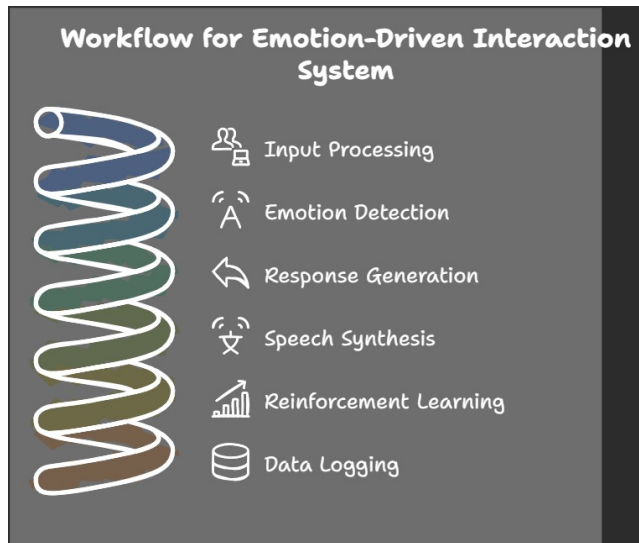 Workflow for Emotion-Driven Interaction
System
Input Processing
Emotion Detection
Response Generation
Speech Synthesis
Reinforcement Learning
Data Logging